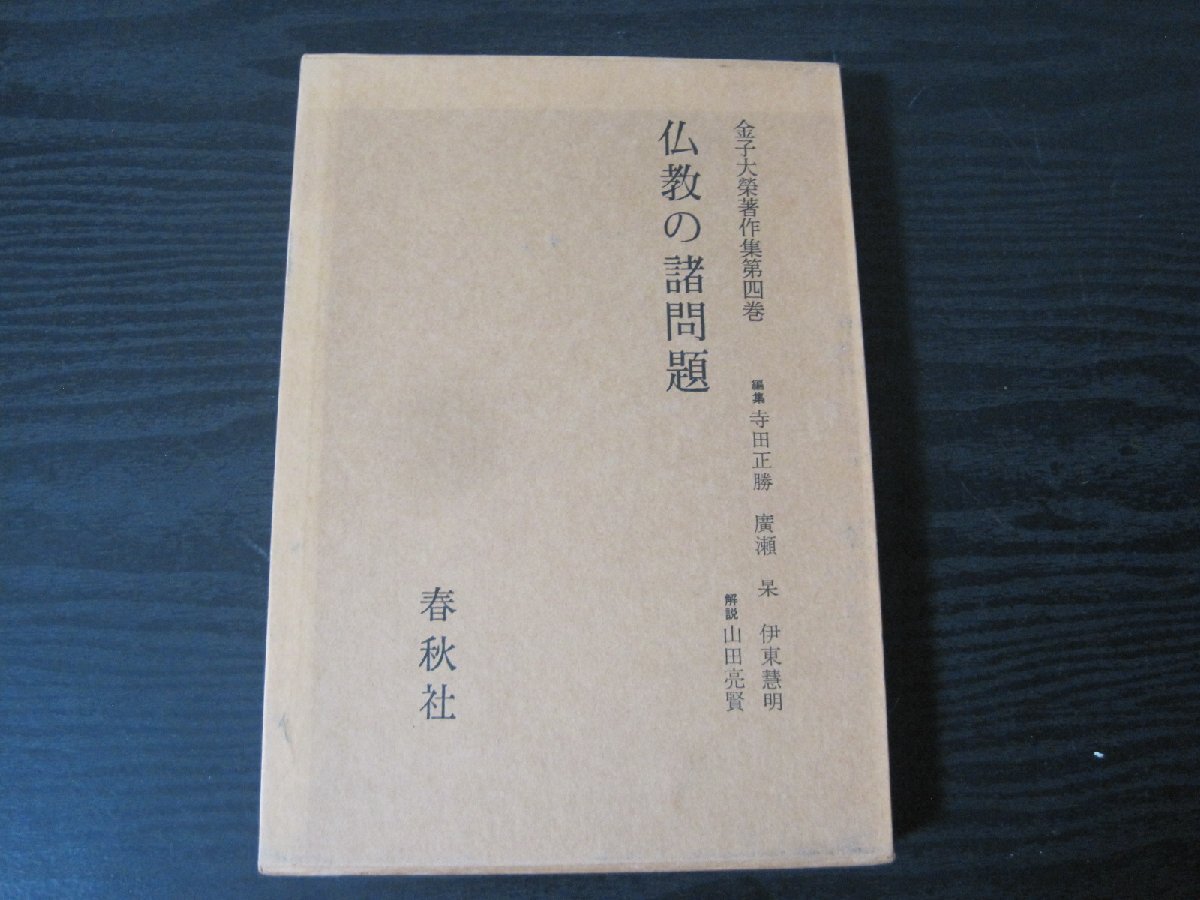 金子大榮著作集第四巻
編集 寺田正勝 廣瀬 杲 伊東慧明
解説 山田亮賢
仏教の諸問題
春秋社